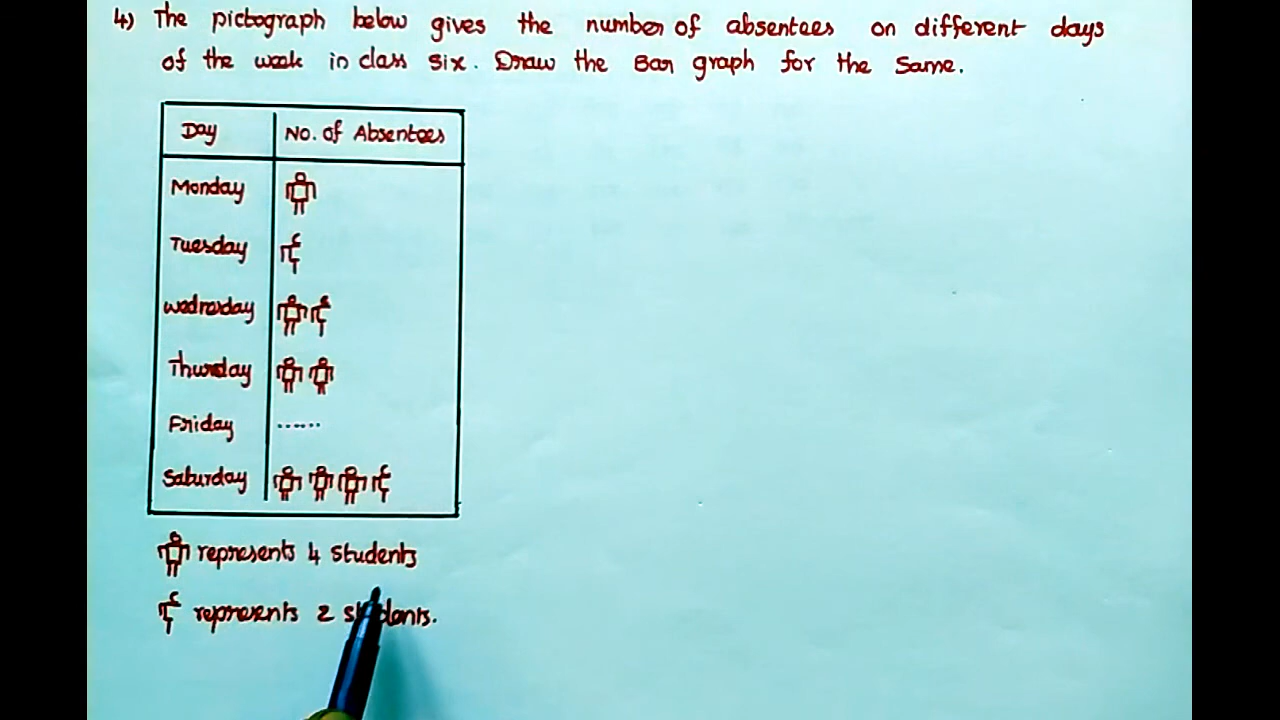 4) The pictograph below gives the number of absentees on different days
of the week in class six. Draw the Bar graph for the same.
Day No. of Absentees
Monday
Tuesday
Wednesday
Thursday
Friday ......
Saturday
represents 4 students
represents 2 students.